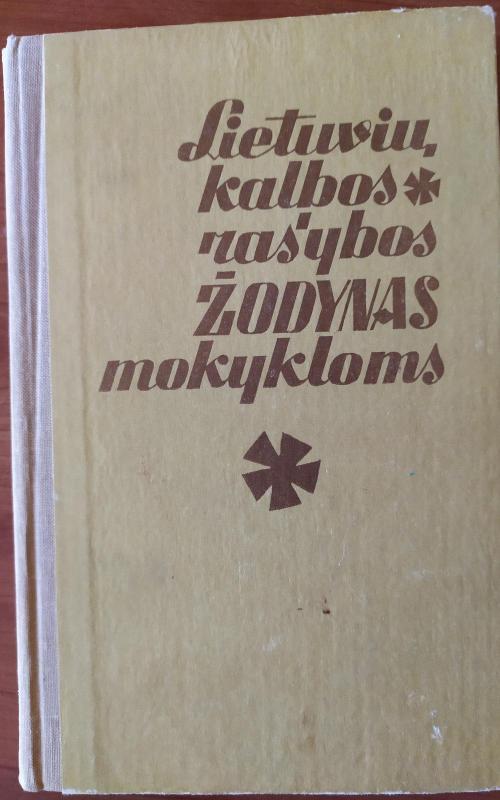 Lietuvių
kalbos
rašybos
ŽODYNAS
mokykloms